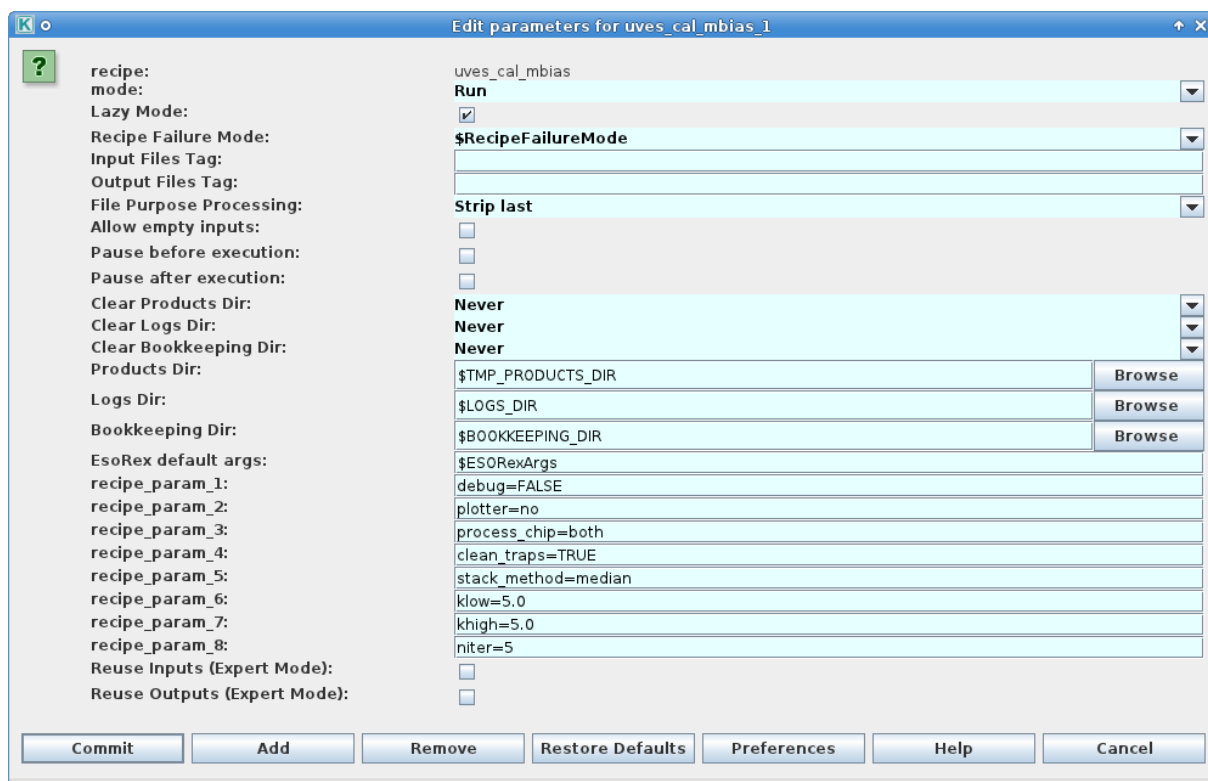 K Edit parameters for uves_cal_mbias_1
?
recipe: uves_cal_mbias
mode: Run
Lazy Mode:
Recipe Failure Mode: $RecipeFailureMode
Input Files Tag:
Output Files Tag:
File Purpose Processing: Strip last
Allow empty inputs:
Pause before execution:
Pause after execution:
Clear Products Dir: Never
Clear Logs Dir: Never
Clear Bookkeeping Dir: Never
Products Dir: $TMP_PRODUCTS_DIR Browse
Logs Dir: $LOGS_DIR Browse
Bookkeeping Dir: $BOOKKEEPING_DIR Browse
EsoRex default args: $ESORexArgs
recipe_param_1: debug=FALSE
recipe_param_2: plotter=no
recipe_param_3: process_chip=both
recipe_param_4: clean_traps=TRUE
recipe_param_5: stack_method=median
recipe_param_6: klow=5.0
recipe_param_7: khigh=5.0
recipe_param_8: niter=5
Reuse Inputs (Expert Mode):
Reuse Outputs (Expert Mode):
Commit Add Remove Restore Defaults Preferences Help Cancel